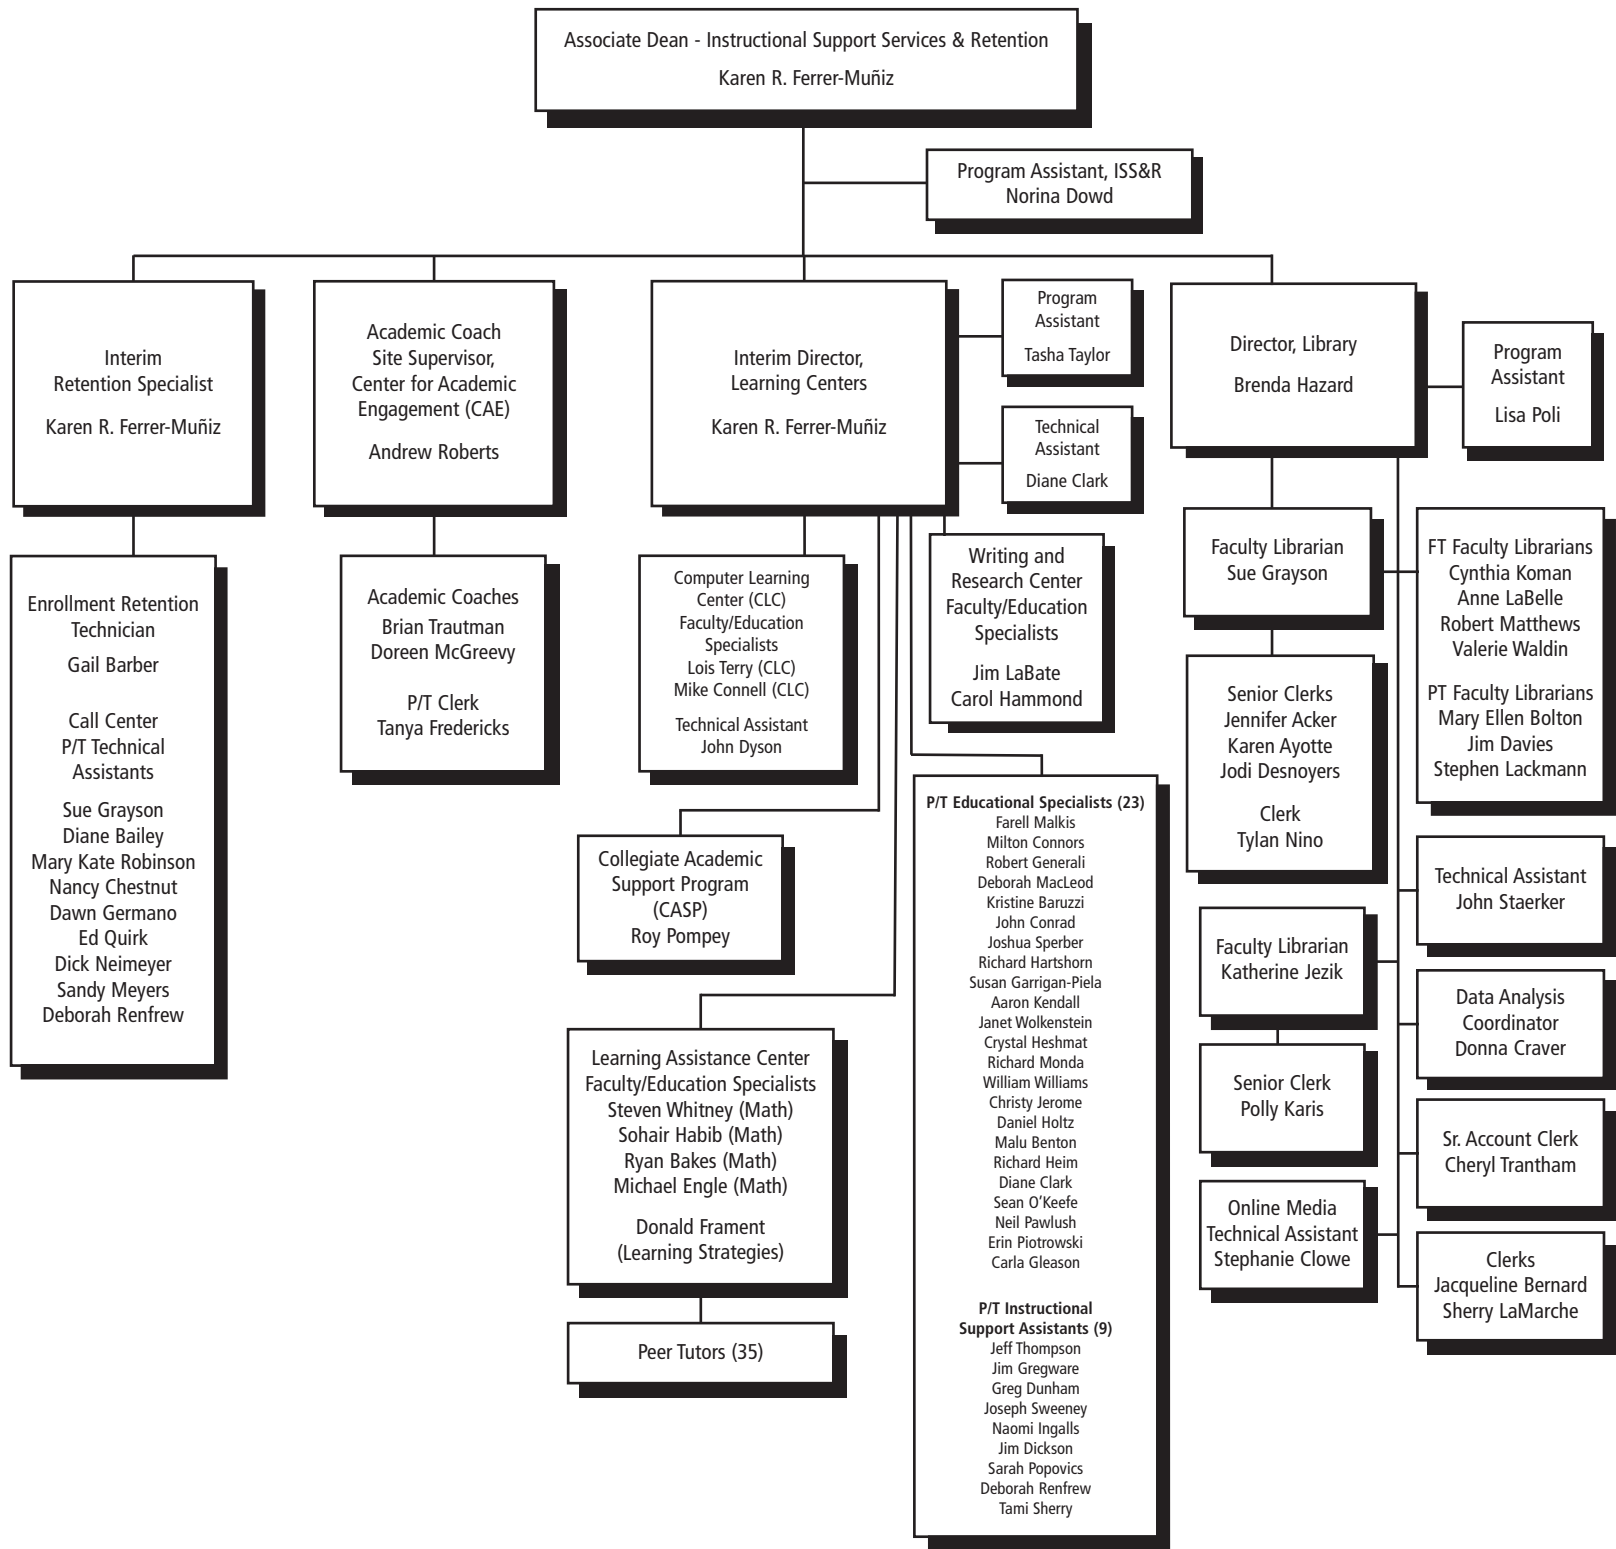 Associate Dean - Instructional Support Services & Retention
Karen R. Ferrer-Muñiz
Program Assistant, ISS&R
Norina Dowd
Interim
Retention Specialist
Karen R. Ferrer-Muñiz
Academic Coach
Site Supervisor,
Center for Academic
Engagement (CAE)
Andrew Roberts
Interim Director,
Learning Centers
Karen R. Ferrer-Muñiz
Program
Assistant
Tasha Taylor
Technical
Assistant
Diane Clark
Director, Library
Brenda Hazard
Program
Assistant
Lisa Poli
Enrollment Retention
Technician
Gail Barber
Call Center
P/T Technical
Assistants
Sue Grayson
Diane Bailey
Mary Kate Robinson
Nancy Chestnut
Dawn Germano
Ed Quirk
Dick Neimeyer
Sandy Meyers
Deborah Renfrew
Academic Coaches
Brian Trautman
Doreen McGreevy
P/T Clerk
Tanya Fredericks
Computer Learning
Center (CLC)
Faculty/Education
Specialists
Lois Terry (CLC)
Mike Connell (CLC)
Technical Assistant
John Dyson
Writing and
Research Center
Faculty/Education
Specialists
Jim LaBate
Carol Hammond
Collegiate Academic
Support Program
(CASP)
Roy Pompey
Learning Assistance Center
Faculty/Education Specialists
Steven Whitney (Math)
Sohair Habib (Math)
Ryan Bakes (Math)
Michael Engle (Math)
Donald Frament
(Learning Strategies)
Peer Tutors (35)
P/T Educational Specialists (23)
Farell Malkis
Milton Connors
Robert Generali
Deborah MacLeod
Kristine Baruzzi
John Conrad
Joshua Sperber
Richard Hartshorn
Susan Garrigan-Piela
Aaron Kendall
Janet Wolkenstein
Crystal Heshmat
Richard Monda
William Williams
Christy Jerome
Daniel Holtz
Malu Benton
Richard Heim
Diane Clark
Sean O'Keefe
Neil Pawlush
Erin Piotrowski
Carla Gleason
P/T Instructional
Support Assistants (9)
Jeff Thompson
Jim Gregware
Greg Dunham
Joseph Sweeney
Naomi Ingalls
Jim Dickson
Sarah Popovics
Deborah Renfrew
Tami Sherry
Faculty Librarian
Sue Grayson
Senior Clerks
Jennifer Acker
Karen Ayotte
Jodi Desnoyers
Clerk
Tylan Nino
Faculty Librarian
Katherine Jezik
Senior Clerk
Polly Karis
Online Media
Technical Assistant
Stephanie Clowe
FT Faculty Librarians
Cynthia Koman
Anne LaBelle
Robert Matthews
Valerie Waldin
PT Faculty Librarians
Mary Ellen Bolton
Jim Davies
Stephen Lackmann
Technical Assistant
John Staerker
Data Analysis
Coordinator
Donna Craver
Sr. Account Clerk
Cheryl Trantham
Clerks
Jacqueline Bernard
Sherry LaMarche